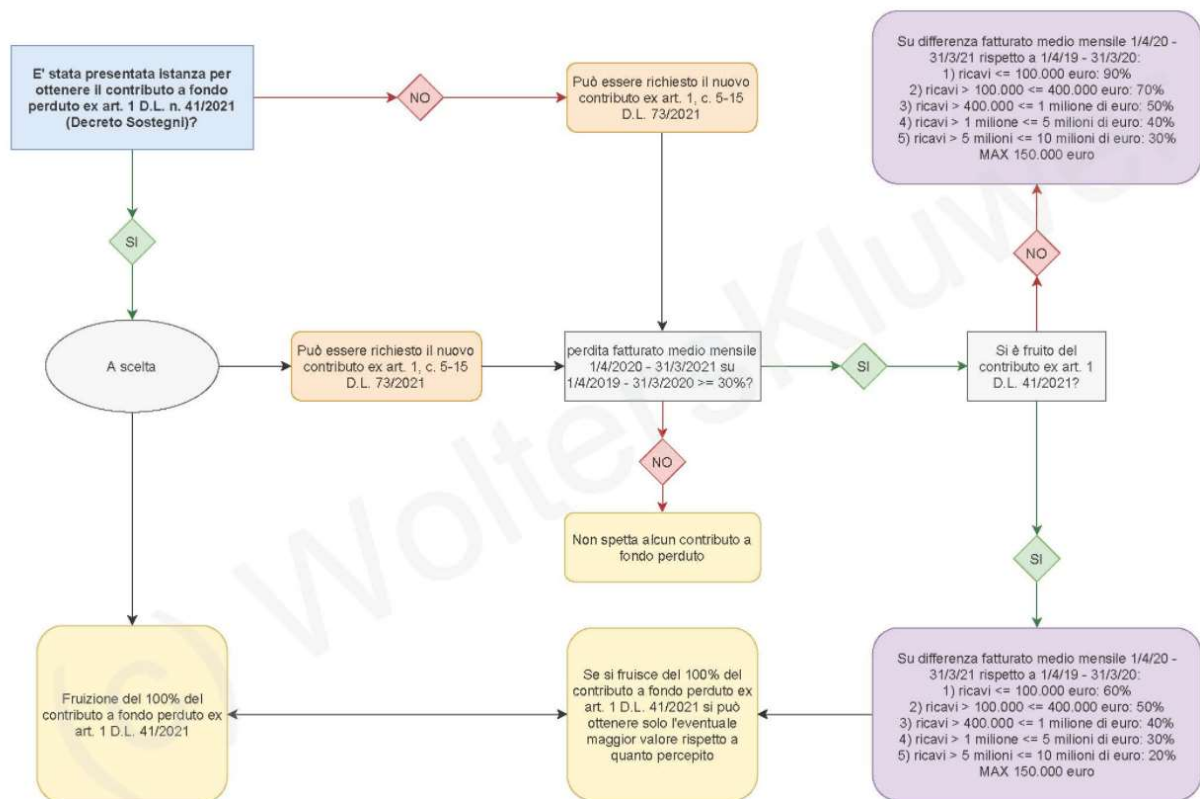 E' stata presentata istanza per
ottenere il contributo a fondo
perduto ex art. 1 D.L. n. 41/2021
(Decreto Sostegni)?
NO
Può essere richiesto il nuovo
contributo ex art. 1, c. 5-15
D.L. 73/2021
Su differenza fatturato medio mensile 1/4/20 -
31/3/21 rispetto a 1/4/19 - 31/3/20:
1) ricavi <= 100.000 euro: 90%
2) ricavi > 100.000 <= 400.000 euro: 70%
3) ricavi > 400.000 <= 1 milione di euro: 50%
4) ricavi > 1 milione <= 5 milioni di euro: 40%
5) ricavi > 5 milioni <= 10 milioni di euro: 30%
MAX 150.000 euro
SI
NO
A scelta
Può essere richiesto il nuovo
contributo ex art. 1, c. 5-15
D.L. 73/2021
perdita fatturato medio mensile
1/4/2020 - 31/3/2021 su
1/4/2019 - 31/3/2020 >= 30%?
SI
Si è fruito del
contributo ex art. 1
D.L. 41/2021?
NO
Non spetta alcun contributo a
fondo perduto
SI
Fruizione del 100% del
contributo a fondo perduto ex
art. 1 D.L. 41/2021
Se si fruisce del 100% del
contributo a fondo perduto ex
art. 1 D.L. 41/2021 si può
ottenere solo l'eventuale
maggior valore rispetto a
quanto percepito
Su differenza fatturato medio mensile 1/4/20 -
31/3/21 rispetto a 1/4/19 - 31/3/20:
1) ricavi <= 100.000 euro: 60%
2) ricavi > 100.000 <= 400.000 euro: 50%
3) ricavi > 400.000 <= 1 milione di euro: 40%
4) ricavi > 1 milione <= 5 milioni di euro: 30%
5) ricavi > 5 milioni <= 10 milioni di euro: 20%
MAX 150.000 euro
(c) WoltersKluwer